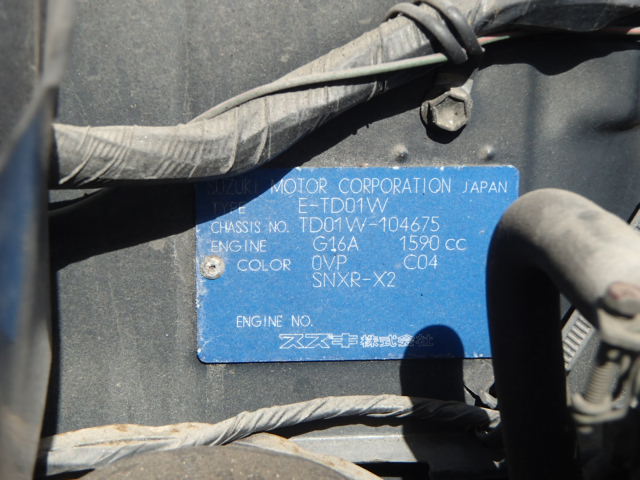 SUZUKI MOTOR CORPORATION JAPAN
TYPE E-TD01W
CHASSIS NO. TD01W-104675
ENGINE G16A 1590 cc
COLOR 0VP C04
SNXR-X2
ENGINE NO.
スズキ株式会社